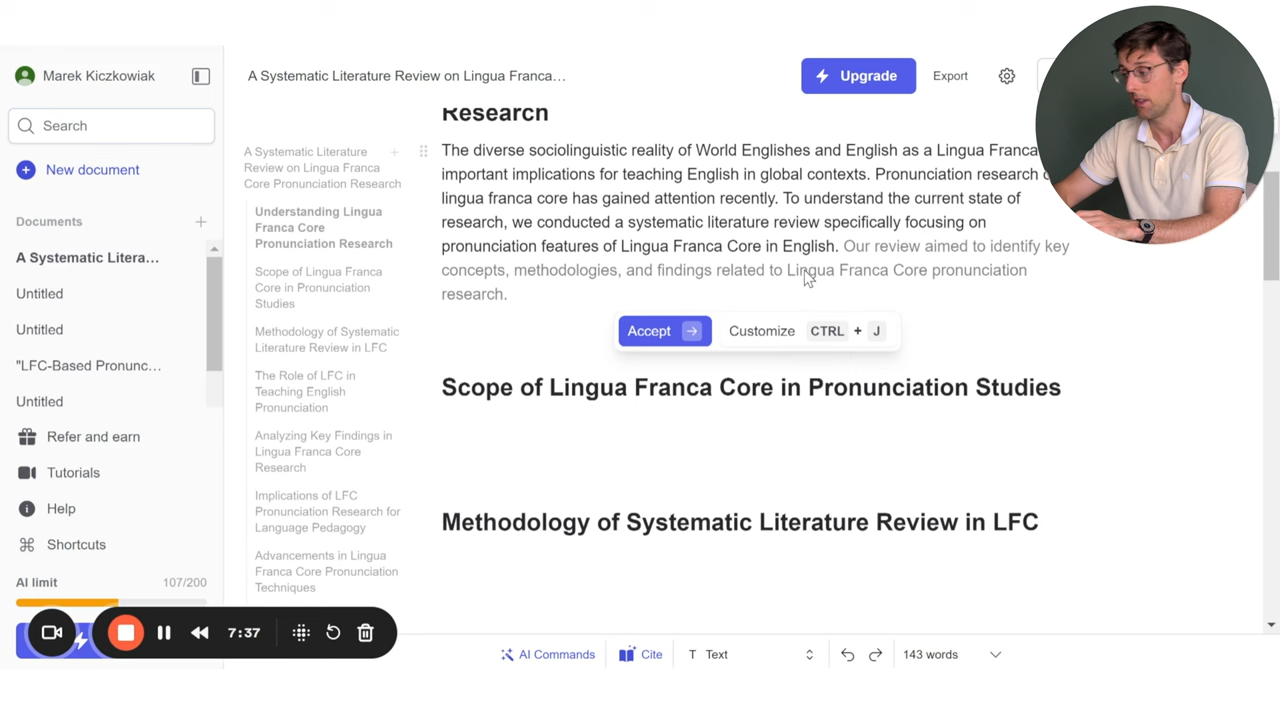 Marek Kiczkowiak
Search
New document
Documents
A Systematic Litera...
Untitled
Untitled
"LFC-Based Pronunc...
Untitled
Refer and earn
Tutorials
Help
Shortcuts
AI limit 107/200
7:37
A Systematic Literature Review on Lingua Franca...
Upgrade
Export
A Systematic Literature
Review on Lingua Franca
Core Pronunciation Research
Understanding Lingua
Franca Core
Pronunciation Research
Scope of Lingua Franca
Core in Pronunciation
Studies
Methodology of Systematic
Literature Review in LFC
The Role of LFC in
Teaching English
Pronunciation
Analyzing Key Findings in
Lingua Franca Core
Research
Implications of LFC
Pronunciation Research for
Language Pedagogy
Advancements in Lingua
Franca Core Pronunciation
Techniques
Research
The diverse sociolinguistic reality of World Englishes and English as a Lingua Franca
important implications for teaching English in global contexts. Pronunciation research
lingua franca core has gained attention recently. To understand the current state of
research, we conducted a systematic literature review specifically focusing on
pronunciation features of Lingua Franca Core in English. Our review aimed to identify key
concepts, methodologies, and findings related to Lingua Franca Core pronunciation
research.
Accept → Customize CTRL + J
Scope of Lingua Franca Core in Pronunciation Studies
Methodology of Systematic Literature Review in LFC
AI Commands Cite T Text 143 words